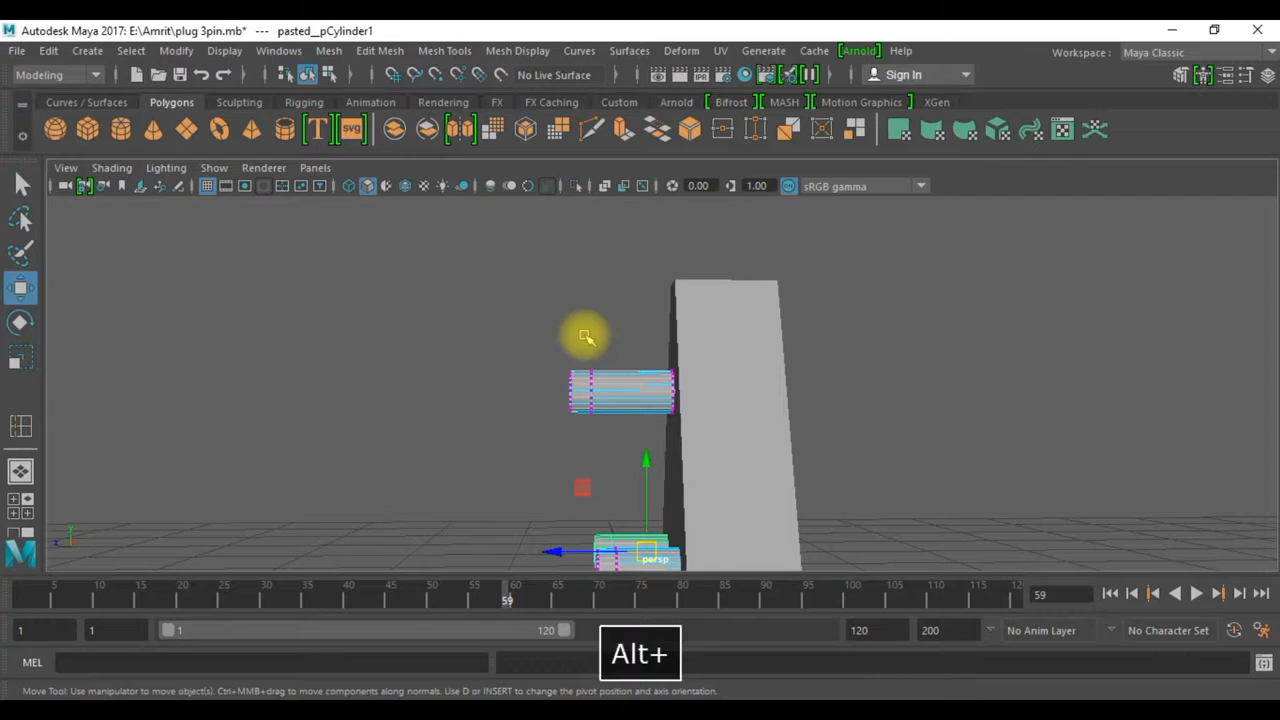 Autodesk Maya 2017: E:\Amrit\plug 3pin.mb* --- pasted__pCylinder1
File Edit Create Select Modify Display Windows Mesh Edit Mesh Mesh Tools Mesh Display Curves Surfaces Deform UV Generate Cache [Arnold] Help Workspace : Maya Classic
Modeling No Live Surface Sign In
Curves / Surfaces Polygons Sculpting Rigging Animation Rendering FX FX Caching Custom Arnold Bifrost MASH Motion Graphics XGen
T SVG
View Shading Lighting Show Renderer Panels
0.00 1.00 sRGB gamma
y
z
persp
5 10 15 20 25 30 35 40 45 50 55 60 65 70 75 80 85 90 95 100 105 110 115 12
59 59
1 1 1 120 120 200 No Anim Layer No Character Set
Alt+
MEL
Move Tool: Use manipulator to move object(s). Ctrl+MMB+drag to move components along normals. Use D or INSERT to change the pivot position and axis orientation.